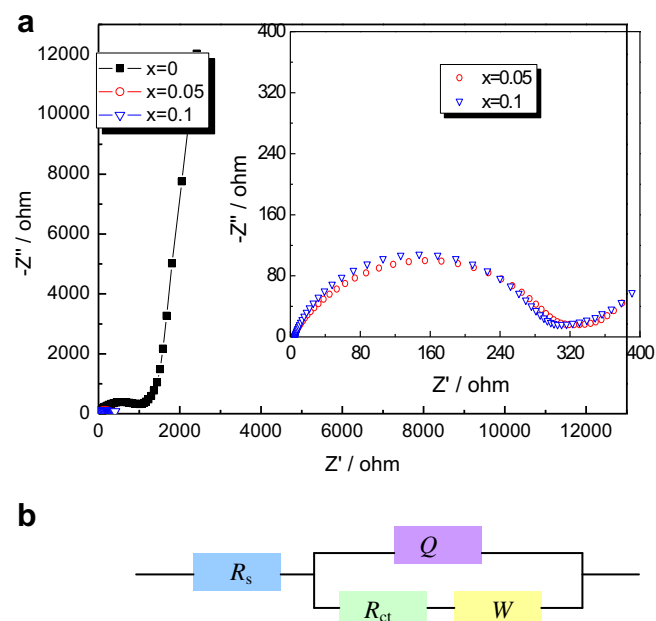 a
12000
10000
8000
6000
4000
2000
0
-Z" / ohm
x=0
x=0.05
x=0.1
0 2000 4000 6000 8000 10000 12000
Z' / ohm
400
320
240
160
80
0
-Z" / ohm
x=0.05
x=0.1
0 80 160 240 320 400
Z' / ohm
b
Q
Rs
Rct W